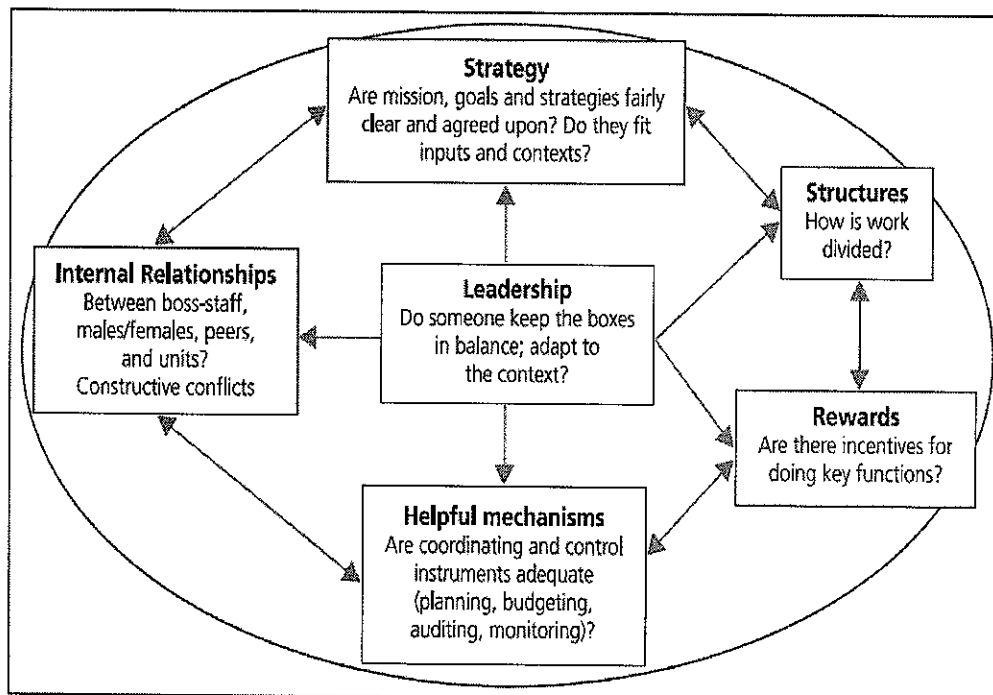 Strategy
Are mission, goals and strategies fairly
clear and agreed upon? Do they fit
inputs and contexts?
Structures
How is work
divided?
Internal Relationships
Between boss-staff,
males/females, peers,
and units?
Constructive conflicts
Leadership
Do someone keep the boxes
in balance; adapt to
the context?
Rewards
Are there incentives for
doing key functions?
Helpful mechanisms
Are coordinating and control
instruments adequate
(planning, budgeting,
auditing, monitoring)?